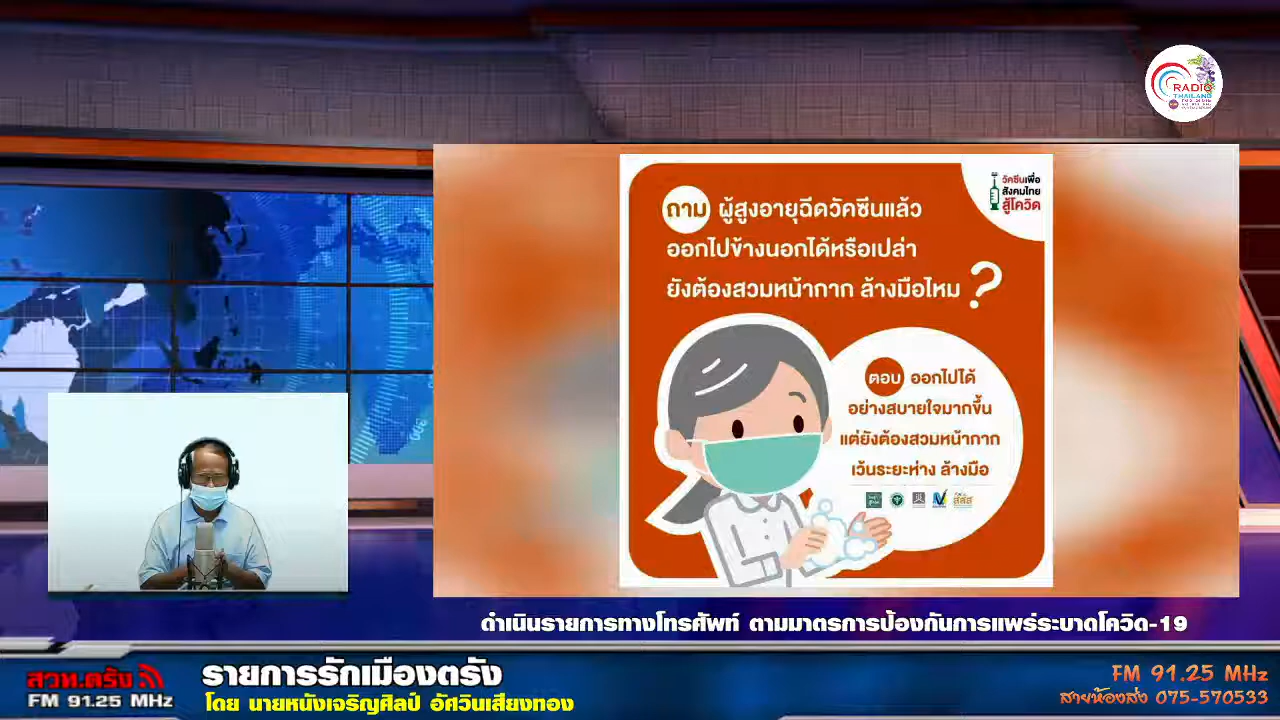 RADIO
THAILAND
วัคซีนเพื่อ
สังคมไทย
สู้โควิด
ถาม ผู้สูงอายุฉีดวัคซีนแล้ว
ออกไปข้างนอกได้หรือเปล่า
ยังต้องสวมหน้ากาก ล้างมือไหม ?
ตอบ ออกไปได้
อย่างสบายใจมากขึ้น
แต่ยังต้องสวมหน้ากาก
เว้นระยะห่าง ล้างมือ
สสส
ดำเนินรายการทางโทรศัพท์ ตามมาตรการป้องกันการแพร่ระบาดโควิด-19
สวท.ตรัง
FM 91.25 MHz
รายการรักเมืองตรัง
โดย นายหนังเจริญศิลป์ อัศวินเสียงทอง
FM 91.25 MHz
สายห้องส่ง 075-570533